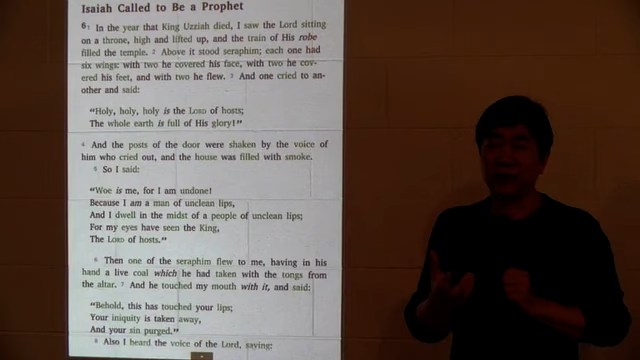 Isaiah Called to Be a Prophet
6 1 In the year that King Uzziah died, I saw the Lord sitting
on a throne, high and lifted up, and the train of His robe
filled the temple. 2 Above it stood seraphim; each one had
six wings: with two he covered his face, with two he cov-
ered his feet, and with two he flew. 3 And one cried to an-
other and said:
"Holy, holy, holy is the LORD of hosts;
The whole earth is full of His glory!"
4 And the posts of the door were shaken by the voice of
him who cried out, and the house was filled with smoke.
5 So I said:
"Woe is me, for I am undone!
Because I am a man of unclean lips,
And I dwell in the midst of a people of unclean lips;
For my eyes have seen the King,
The LORD of hosts."
6 Then one of the seraphim flew to me, having in his
hand a live coal which he had taken with the tongs from
the altar. 7 And he touched my mouth with it, and said:
"Behold, this has touched your lips;
Your iniquity is taken away,
And your sin purged."
8 Also I heard the voice of the Lord, saying: